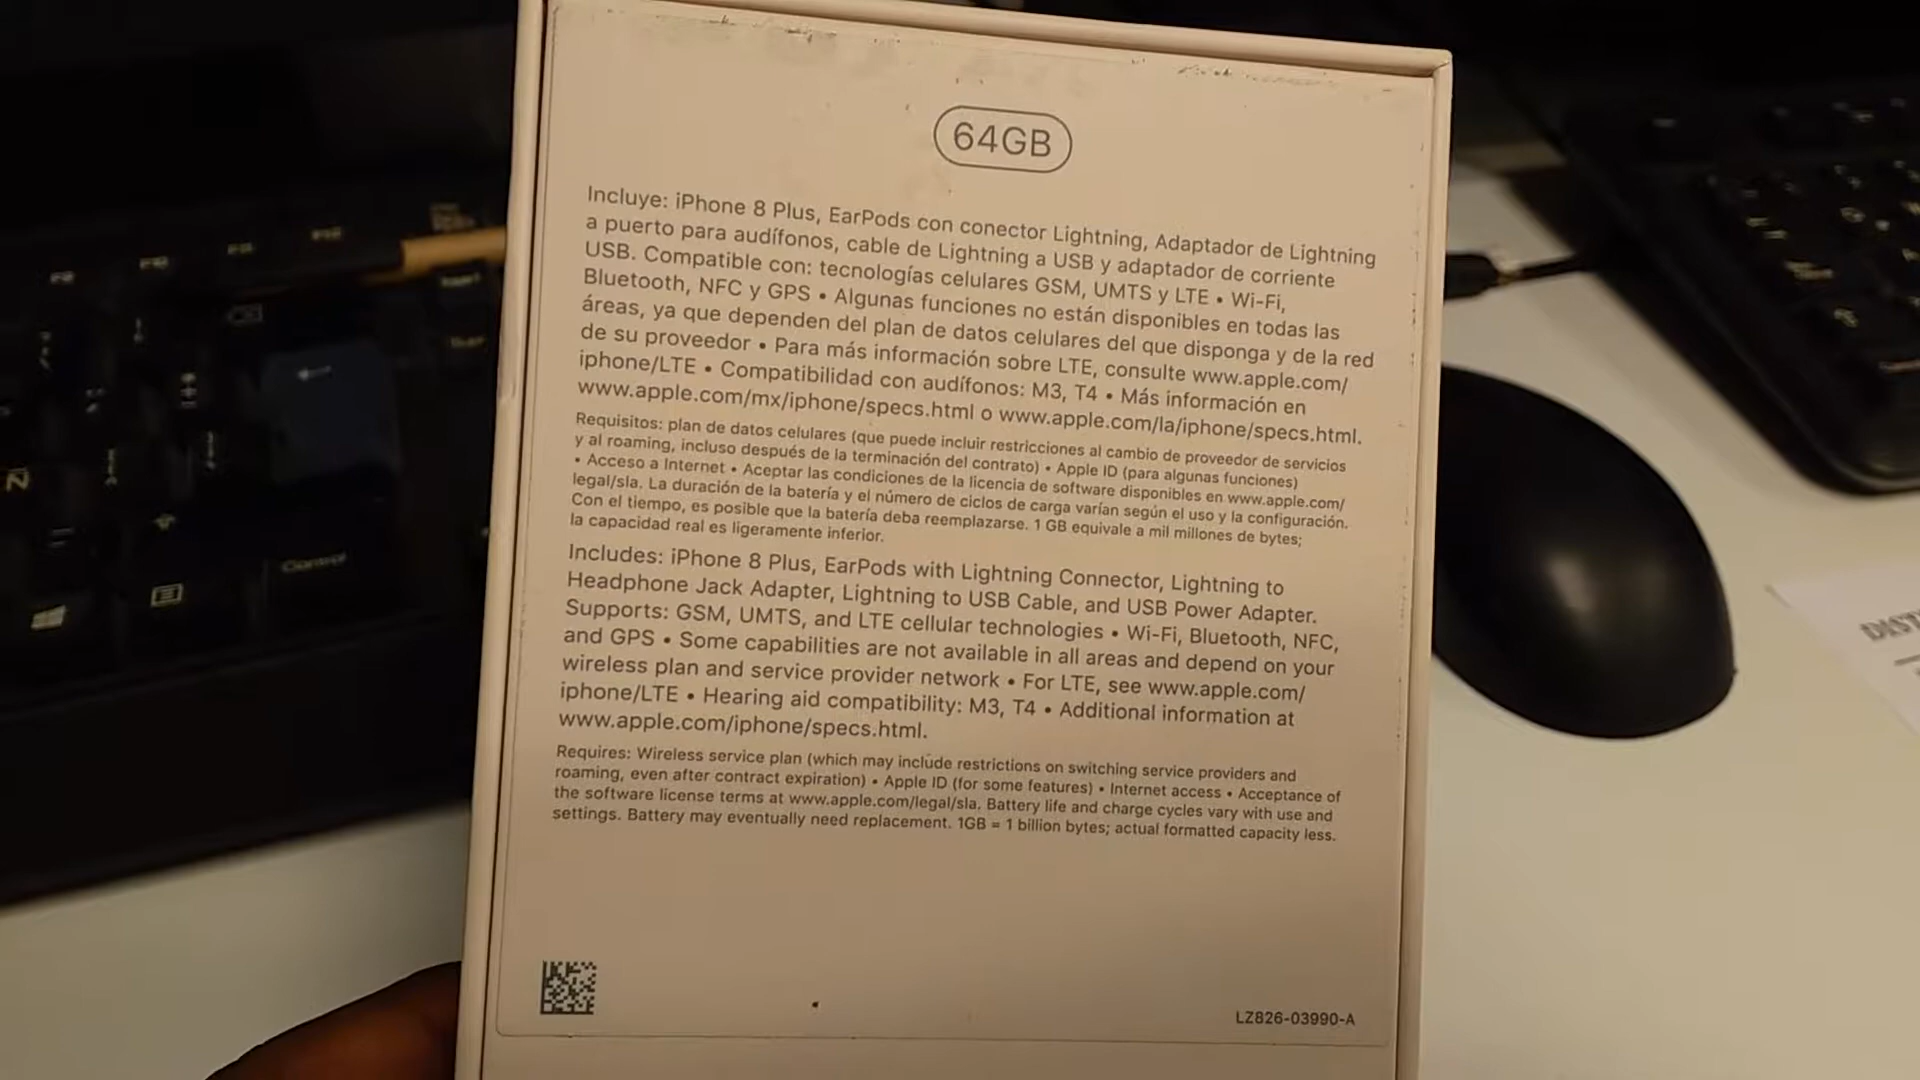 64GB
Incluye: iPhone 8 Plus, EarPods con conector Lightning, Adaptador de Lightning
a puerto para audífonos, cable de Lightning a USB y adaptador de corriente
USB. Compatible con: tecnologías celulares GSM, UMTS y LTE • Wi-Fi,
Bluetooth, NFC y GPS • Algunas funciones no están disponibles en todas las
áreas, ya que dependen del plan de datos celulares del que disponga y de la red
de su proveedor • Para más información sobre LTE, consulte www.apple.com/
iphone/LTE • Compatibilidad con audífonos: M3, T4 • Más información en
www.apple.com/mx/iphone/specs.html o www.apple.com/la/iphone/specs.html.
Requisitos: plan de datos celulares (que puede incluir restricciones al cambio de proveedor de servicios
y al roaming, incluso después de la terminación del contrato) • Apple ID (para algunas funciones)
• Acceso a Internet • Aceptar las condiciones de la licencia de software disponibles en www.apple.com/
legal/sla. La duración de la batería y el número de ciclos de carga varían según el uso y la configuración.
Con el tiempo, es posible que la batería deba reemplazarse. 1 GB equivale a mil millones de bytes;
la capacidad real es ligeramente inferior.
Includes: iPhone 8 Plus, EarPods with Lightning Connector, Lightning to
Headphone Jack Adapter, Lightning to USB Cable, and USB Power Adapter.
Supports: GSM, UMTS, and LTE cellular technologies • Wi-Fi, Bluetooth, NFC,
and GPS • Some capabilities are not available in all areas and depend on your
wireless plan and service provider network • For LTE, see www.apple.com/
iphone/LTE • Hearing aid compatibility: M3, T4 • Additional information at
www.apple.com/iphone/specs.html.
Requires: Wireless service plan (which may include restrictions on switching service providers and
roaming, even after contract expiration) • Apple ID (for some features) • Internet access • Acceptance of
the software license terms at www.apple.com/legal/sla. Battery life and charge cycles vary with use and
settings. Battery may eventually need replacement. 1GB = 1 billion bytes; actual formatted capacity less.
LZ826-03990-A
Control
N